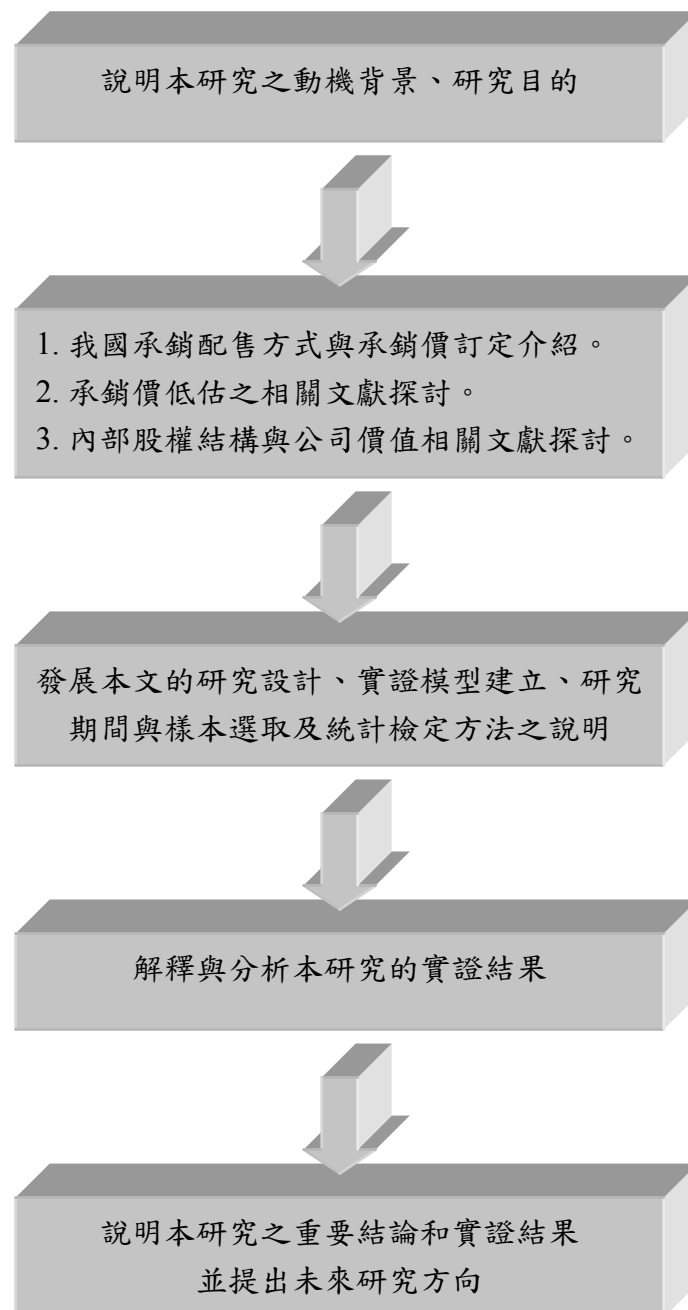 說明本研究之動機背景、研究目的
1. 我國承銷配售方式與承銷價訂定介紹。
2. 承銷價低估之相關文獻探討。
3. 內部股權結構與公司價值相關文獻探討。
發展本文的研究設計、實證模型建立、研究
期間與樣本選取及統計檢定方法之說明
解釋與分析本研究的實證結果
說明本研究之重要結論和實證結果
並提出未來研究方向